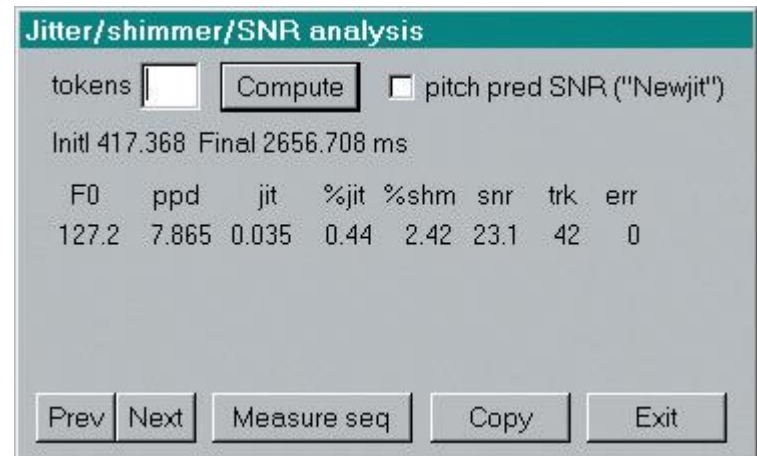 Jitter/shimmer/SNR analysis
tokens Compute pitch pred SNR ("Newjit")
Initl 417.368 Final 2656.708 ms
F0 ppd jit %jit %shm snr trk err
127.2 7.865 0.035 0.44 2.42 23.1 42 0
Prev Next Measure seq Copy Exit